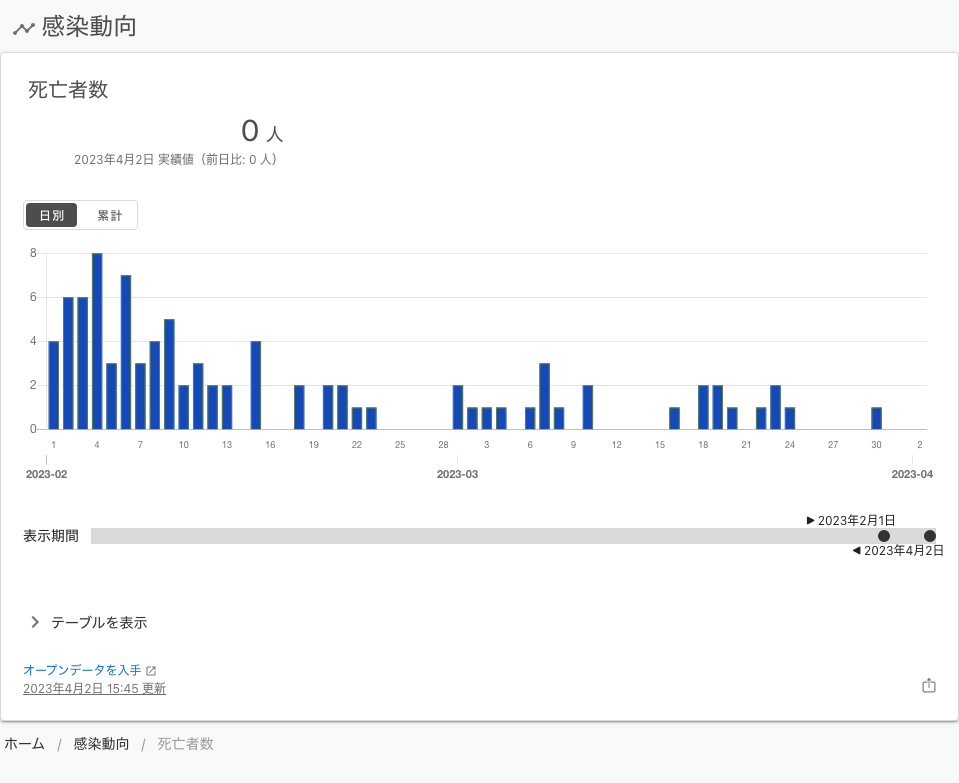 感染動向
死亡者数
0 人
2023年4月2日 実績値（前日比: 0 人）
日別 累計
8
6
4
2
0
1 4 7 10 13 16 19 22 25 28 3 6 9 12 15 18 21 24 27 30 2
2023-02 2023-03 2023-04
2023年2月1日
表示期間
2023年4月2日
テーブルを表示
オープンデータを入手
2023年4月2日 15:45 更新
ホーム / 感染動向 / 死亡者数